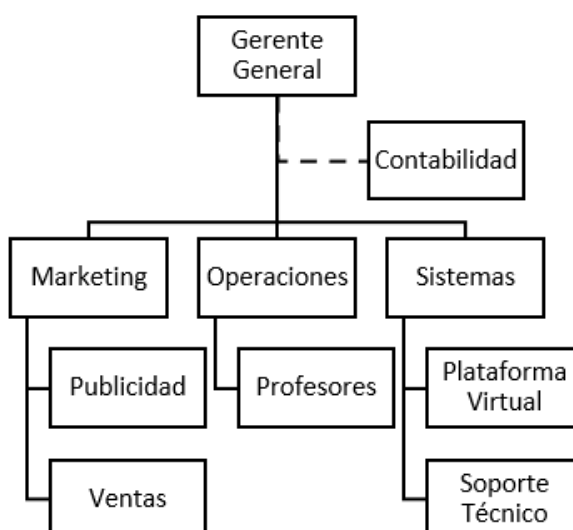 Gerente
General
Contabilidad
Marketing
Operaciones
Sistemas
Publicidad
Profesores
Plataforma
Virtual
Ventas
Soporte
Técnico